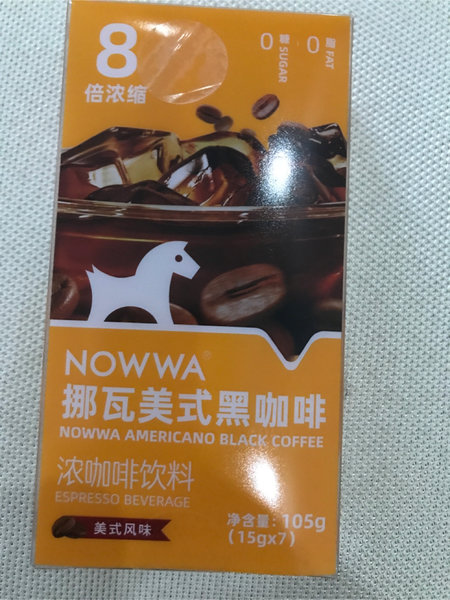 8
倍浓缩
0 糖 SUGAR
0 脂 FAT
NOWWA®
挪瓦美式黑咖啡
NOWWA AMERICANO BLACK COFFEE
浓咖啡饮料
ESPRESSO BEVERAGE
美式风味
净含量：105g
（15gx7）